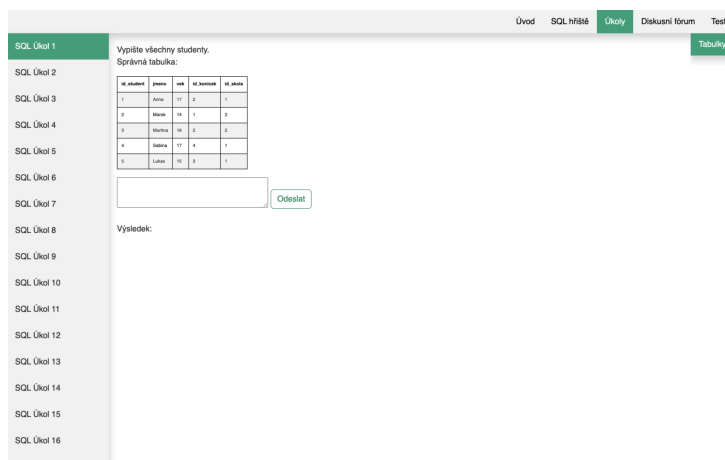 Úvod SQL hřiště Úkoly Diskusní fórum Test
Tabulky
SQL Úkol 1
SQL Úkol 2
SQL Úkol 3
SQL Úkol 4
SQL Úkol 5
SQL Úkol 6
SQL Úkol 7
SQL Úkol 8
SQL Úkol 9
SQL Úkol 10
SQL Úkol 11
SQL Úkol 12
SQL Úkol 13
SQL Úkol 14
SQL Úkol 15
SQL Úkol 16
Vypište všechny studenty.
Správná tabulka:
id_student jmeno vek id_konicek id_skola
1 Anna 17 2 1
2 Marek 14 1 2
3 Martina 16 2 2
4 Sabina 17 4 1
5 Lukas 15 3 1
Odeslat
Výsledek: